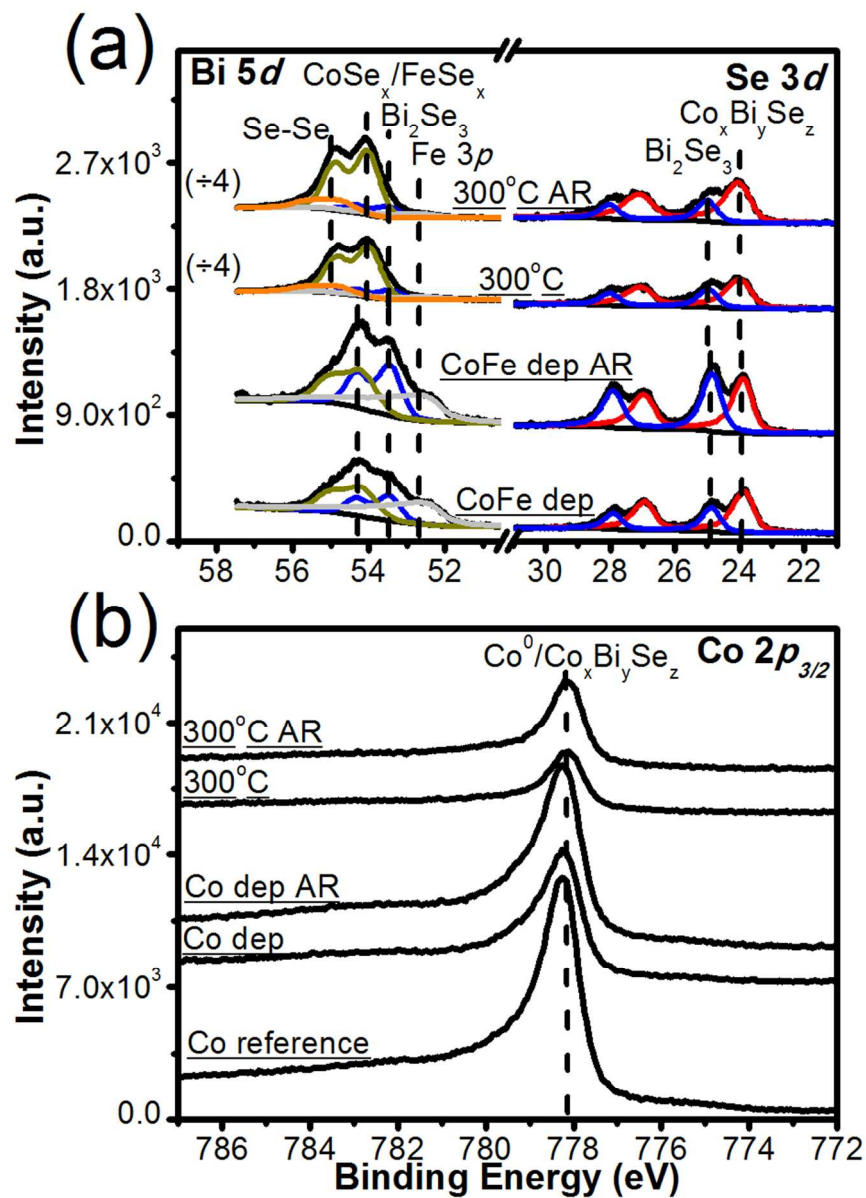 (a)
Bi 5d
Se 3d
CoSeₓ/FeSeₓ
Se-Se
Bi₂Se₃
Fe 3p
CoₓBiᵧSe_z
Bi₂Se₃
(÷4)
300°C AR
(÷4)
300°C
CoFe dep AR
CoFe dep
2.7x10³
1.8x10³
9.0x10²
0.0
Intensity (a.u.)
58 56 54 52 30 28 26 24 22
(b)
Co 2p₃/₂
Co⁰/CoₓBiᵧSe_z
300°C AR
300°C
Co dep AR
Co dep
Co reference
2.1x10⁴
1.4x10⁴
7.0x10³
0.0
Intensity (a.u.)
786 784 782 780 778 776 774 772
Binding Energy (eV)